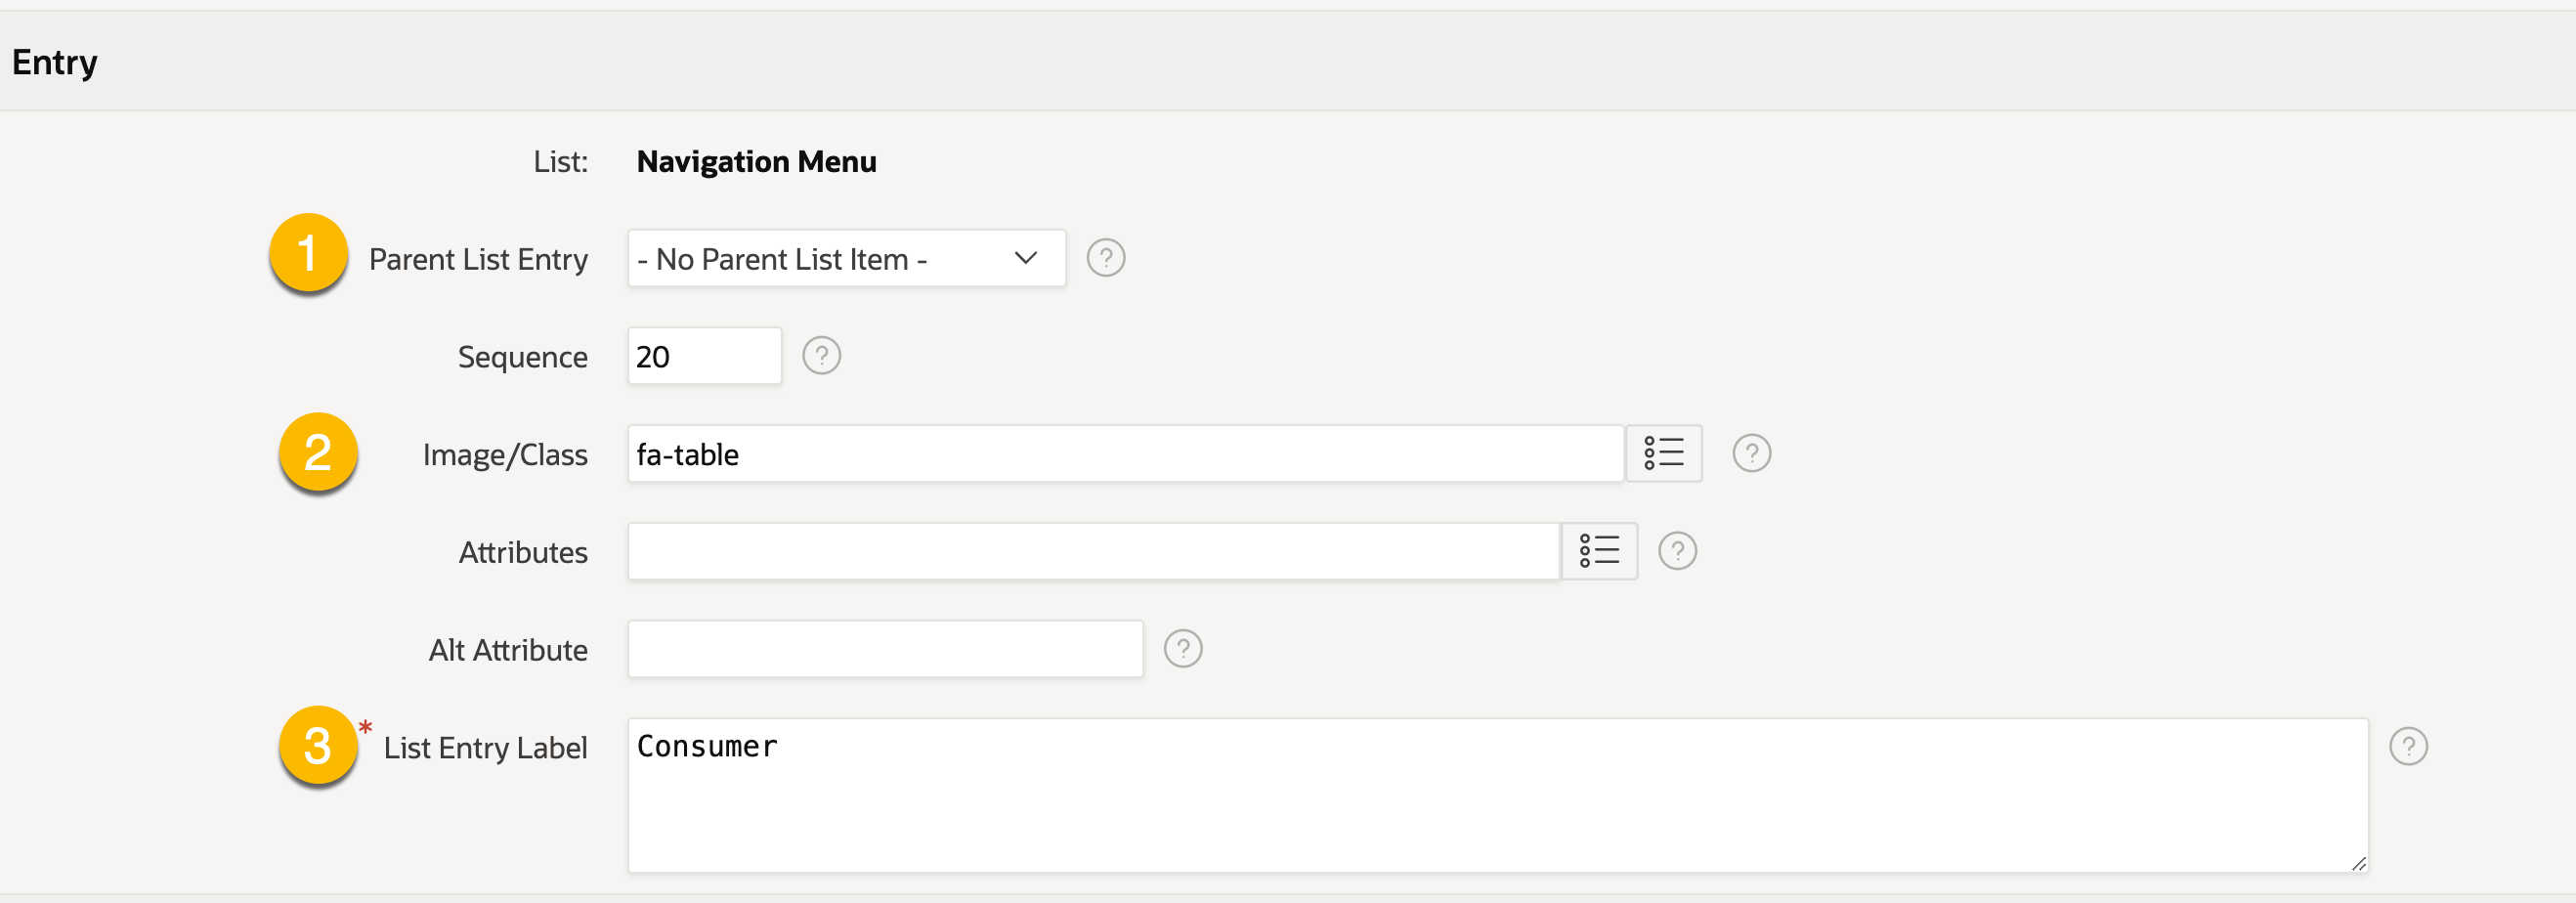 Entry
List: Navigation Menu
1 Parent List Entry - No Parent List Item - ?
Sequence 20 ?
2 Image/Class fa-table ?
Attributes ?
Alt Attribute ?
3 * List Entry Label Consumer ?